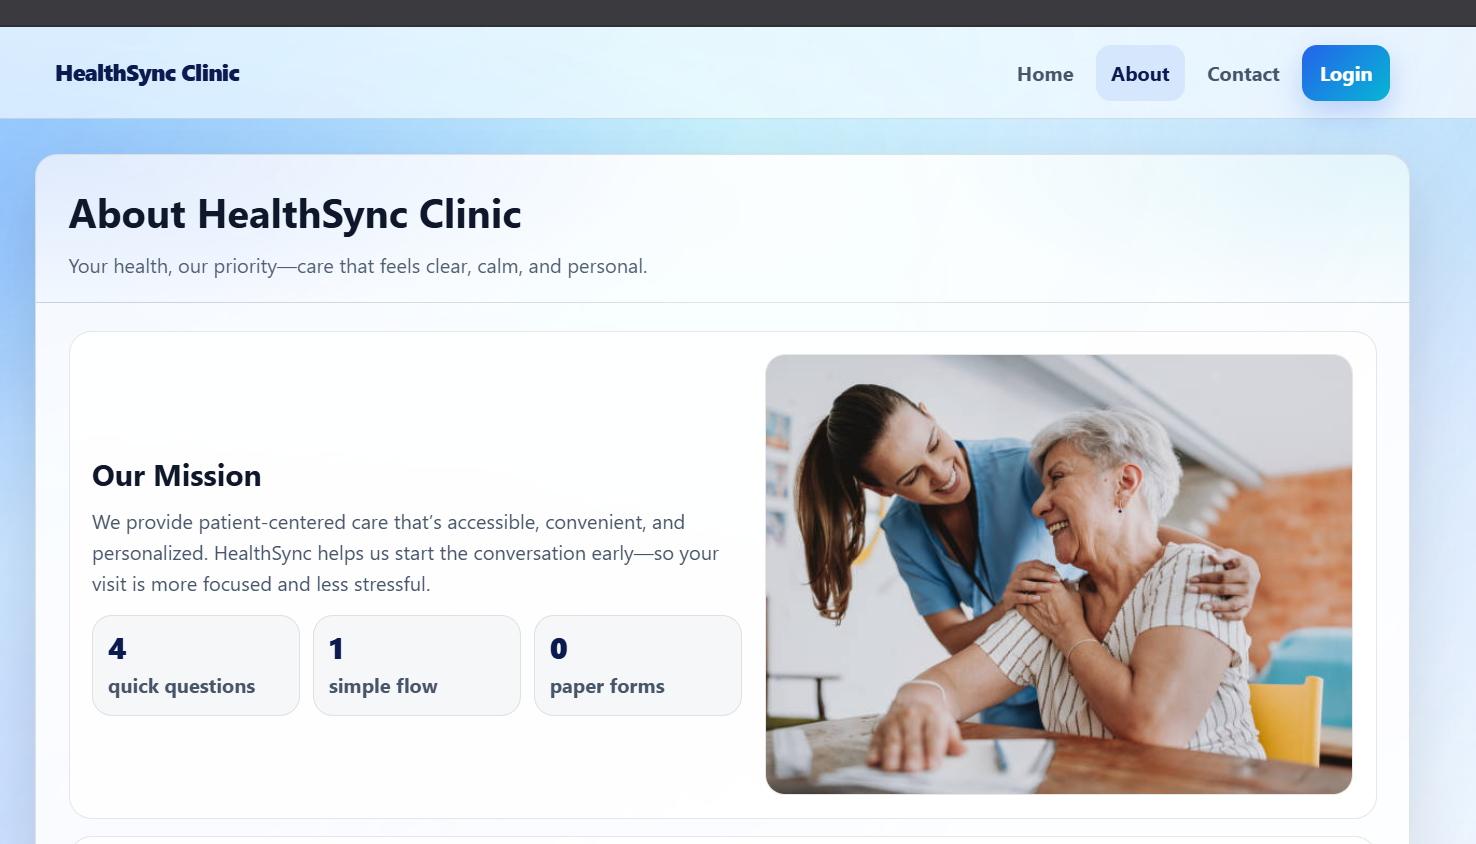 HealthSync Clinic
Home
About
Contact
Login
About HealthSync Clinic
Your health, our priority—care that feels clear, calm, and personal.
Our Mission
We provide patient-centered care that’s accessible, convenient, and
personalized. HealthSync helps us start the conversation early—so your
visit is more focused and less stressful.
4
quick questions
1
simple flow
0
paper forms